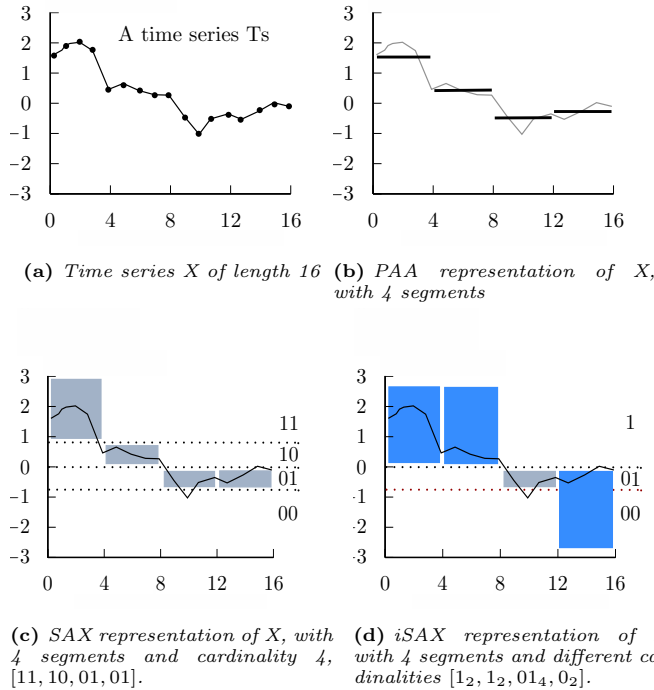 A time series Ts
3
2
1
0
−1
−2
−3
0 4 8 12 16
3
2
1
0
−1
−2
−3
0 4 8 12 16
(a) Time series X of length 16
(b) PAA representation of X,
with 4 segments
3
2
1
0
−1
−2
−3
0 4 8 12 16
11
10
01
00
3
2
1
0
−1
−2
−3
0 4 8 12 16
1
01
00
(c) SAX representation of X, with
4 segments and cardinality 4,
[11, 10, 01, 01].
(d) iSAX representation of
with 4 segments and different ca
dinalities [1₂, 1₂, 01₄, 0₂].